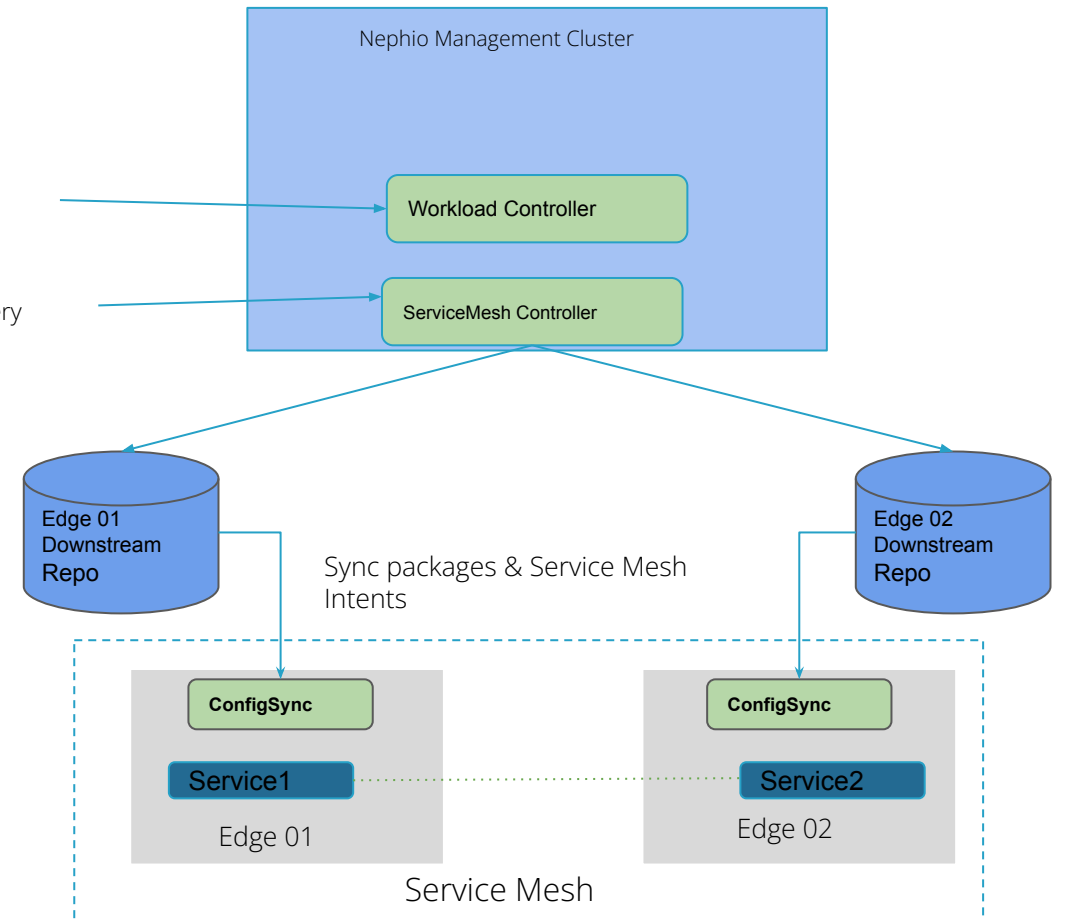 Nephio Management Cluster
Workload Controller
ServiceMesh Controller
Edge 01
Downstream
Repo
Edge 02
Downstream
Repo
Sync packages & Service Mesh
Intents
ConfigSync
ConfigSync
Service1
Service2
Edge 01
Edge 02
Service Mesh